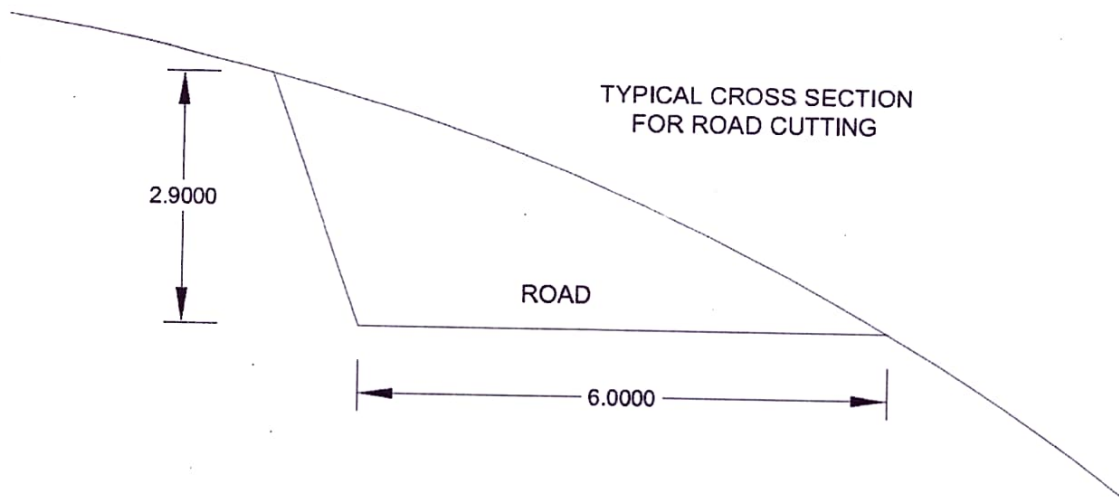 TYPICAL CROSS SECTION
FOR ROAD CUTTING
2.9000
ROAD
6.0000